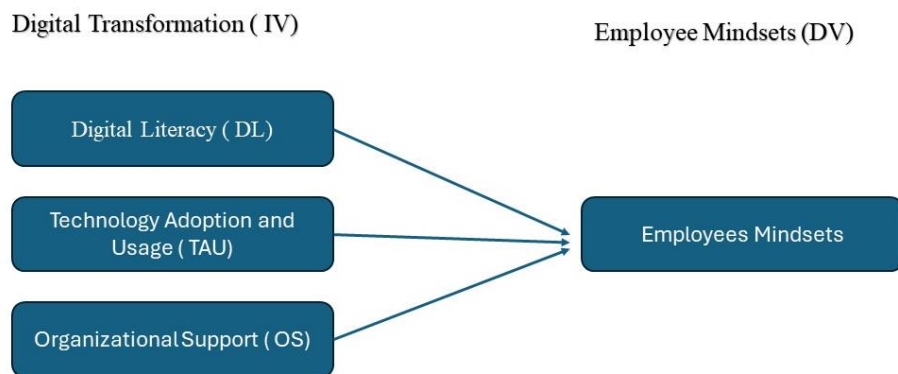 Digital Transformation ( IV)
Employee Mindsets (DV)
Digital Literacy ( DL)
Technology Adoption and
Usage ( TAU)
Employees Mindsets
Organizational Support ( OS)